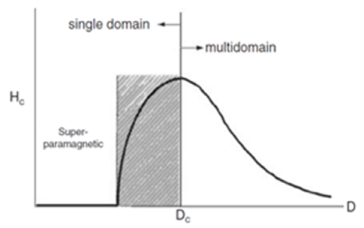 single domain
multidomain
Hc
Super-
paramagnetic
D
Dc